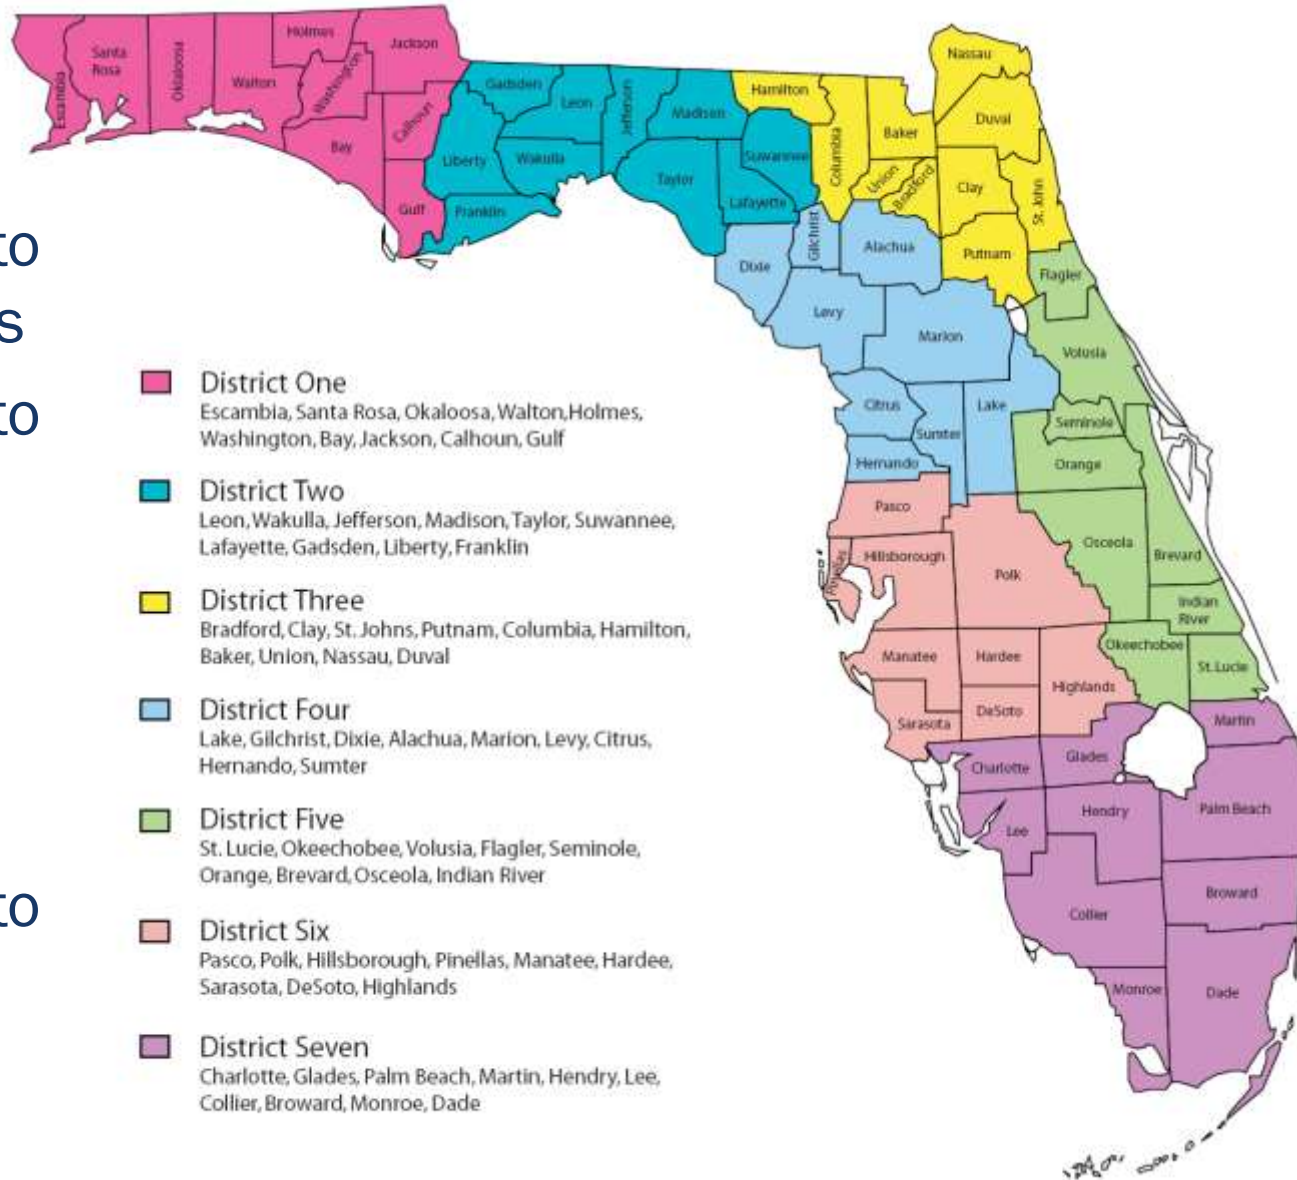 to
s
to
to
District One
Escambia, Santa Rosa, Okaloosa, Walton,Holmes,
Washington, Bay, Jackson, Calhoun, Gulf
District Two
Leon, Wakulla, Jefferson, Madison, Taylor, Suwannee,
Lafayette, Gadsden, Liberty, Franklin
District Three
Bradford, Clay, St. Johns, Putnam, Columbia, Hamilton,
Baker, Union, Nassau, Duval
District Four
Lake, Gilchrist, Dixie, Alachua, Marion, Levy, Citrus,
Hernando, Sumter
District Five
St. Lucie, Okeechobee, Volusia, Flagler, Seminole,
Orange, Brevard, Osceola, Indian River
District Six
Pasco, Polk, Hillsborough, Pinellas, Manatee, Hardee,
Sarasota, DeSoto, Highlands
District Seven
Charlotte, Glades, Palm Beach, Martin, Hendry, Lee,
Collier, Broward, Monroe, Dade
Escambia
Santa
Rosa
Okaloosa
Walton
Holmes
Washington
Jackson
Bay
Calhoun
Gulf
Gadsden
Liberty
Franklin
Leon
Wakulla
Jefferson
Madison
Taylor
Suwannee
Lafayette
Hamilton
Columbia
Baker
Nassau
Duval
Union
Bradford
Clay
St. John
Putnam
Dixie
Gilchrist
Alachua
Levy
Marion
Citrus
Sumter
Lake
Hernando
Flagler
Volusia
Seminole
Orange
Osceola
Brevard
Indian
River
Okeechobee
St. Lucie
Pasco
Pinellas
Hillsborough
Polk
Manatee
Hardee
Highlands
Sarasota
DeSoto
Martin
Charlotte
Glades
Lee
Hendry
Palm Beach
Collier
Broward
Monroe
Dade